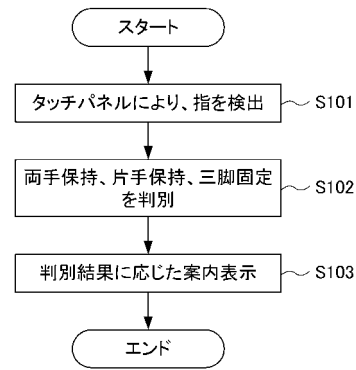 スタート
タッチパネルにより、指を検出 S101
両手保持、片手保持、三脚固定
を判別 S102
判別結果に応じた案内表示 S103
エンド